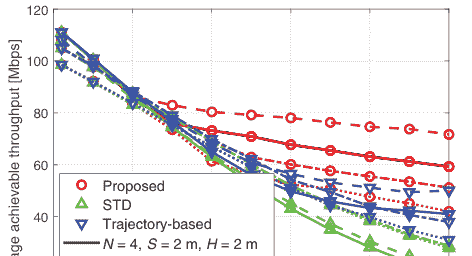 120
100
80
60
40
age achievable throughput [Mbps]
Proposed
STD
Trajectory-based
N = 4, S = 2 m, H = 2 m